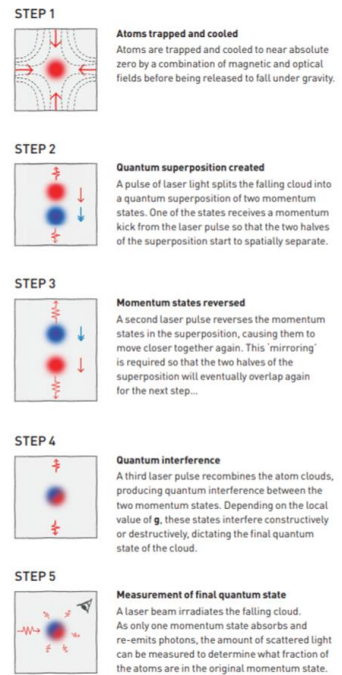 STEP 1
Atoms trapped and cooled
Atoms are trapped and cooled to near absolute
zero by a combination of magnetic and optical
fields before being released to fall under gravity.
STEP 2
Quantum superposition created
A pulse of laser light splits the falling cloud into
a quantum superposition of two momentum
states. One of the states receives a momentum
kick from the laser pulse so that the two halves
of the superposition start to spatially separate.
STEP 3
Momentum states reversed
A second laser pulse reverses the momentum
states in the superposition, causing them to
move closer together again. This 'mirroring'
is required so that the two halves of the
superposition will eventually overlap again
for the next step...
STEP 4
Quantum interference
A third laser pulse recombines the atom clouds,
producing quantum interference between the
two momentum states. Depending on the local
value of g, these states interfere constructively
or destructively, dictating the final quantum
state of the cloud.
STEP 5
Measurement of final quantum state
A laser beam irradiates the falling cloud.
As only one momentum state absorbs and
re-emits photons, the amount of scattered light
can be measured to determine what fraction of
the atoms are in the original momentum state.